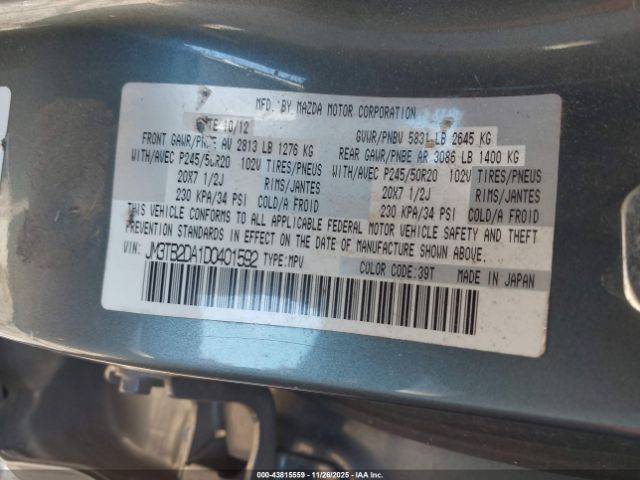 MFD. BY MAZDA MOTOR CORPORATION
DATE 10/12 GVWR/PNBV 5831 LB 2645 KG
FRONT GAWR/PNBE AV 2813 LB 1276 KG REAR GAWR/PNBE AR 3086 LB 1400 KG
WITH/AVEC P245/50R20 102V TIRES/PNEUS WITH/AVEC P245/50R20 102V TIRES/PNEUS
20X7 1/2J RIMS/JANTES 20X7 1/2J RIMS/JANTES
230 KPA/34 PSI COLD/A FROID 230 KPA/34 PSI COLD/A FROID
THIS VEHICLE CONFORMS TO ALL APPLICABLE FEDERAL MOTOR VEHICLE SAFETY AND THEFT
PREVENTION STANDARDS IN EFFECT ON THE DATE OF MANUFACTURE SHOWN ABOVE.
VIN: JM3TB2DA1D0401592 TYPE:MPV COLOR CODE:39T MADE IN JAPAN
000-43815559 - 11/26/2025 - IAA Inc.